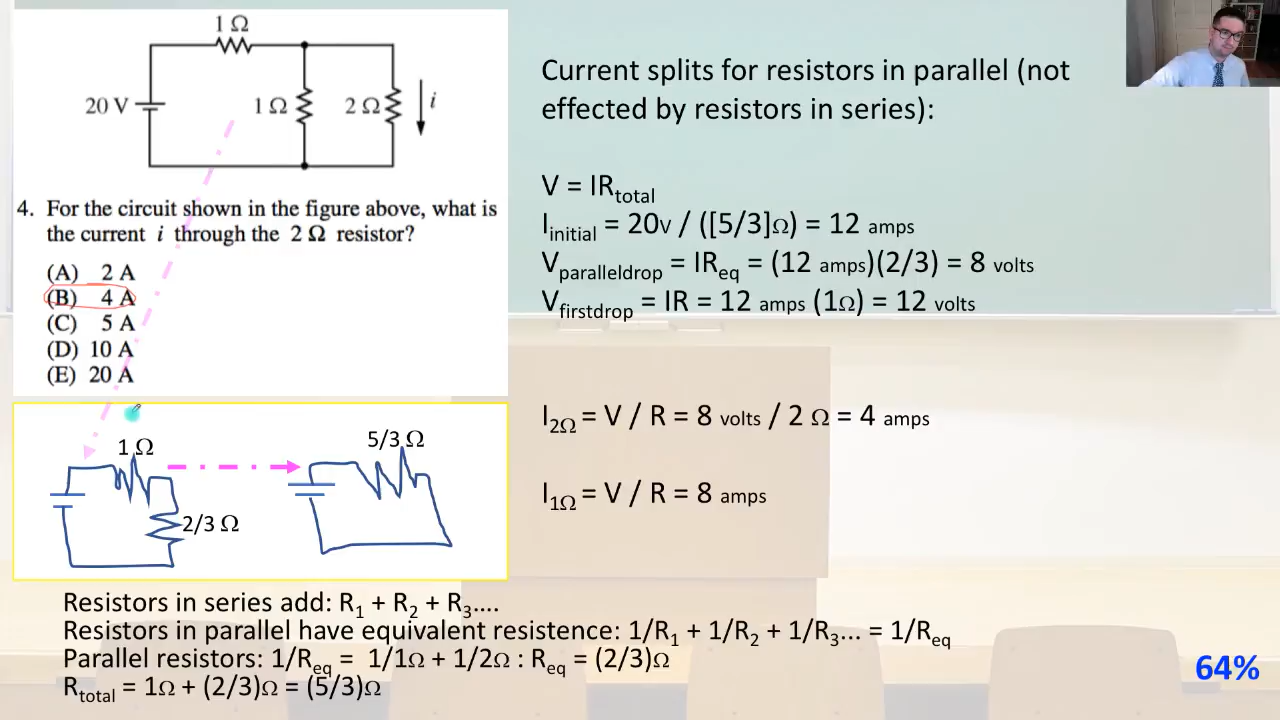 1 Ω
20 V
1 Ω
2 Ω
i
4. For the circuit shown in the figure above, what is
the current i through the 2 Ω resistor?
(A) 2 A
(B) 4 A
(C) 5 A
(D) 10 A
(E) 20 A
1Ω
2/3 Ω
5/3 Ω
Current splits for resistors in parallel (not
effected by resistors in series):
V = IRtotal
Iinitial = 20v / ([5/3]Ω) = 12 amps
Vparalleldrop = IReq = (12 amps)(2/3) = 8 volts
Vfirstdrop = IR = 12 amps (1Ω) = 12 volts
I2Ω = V / R = 8 volts / 2 Ω = 4 amps
I1Ω = V / R = 8 amps
Resistors in series add: R1 + R2 + R3....
Resistors in parallel have equivalent resistence: 1/R1 + 1/R2 + 1/R3... = 1/Req
Parallel resistors: 1/Req = 1/1Ω + 1/2Ω : Req = (2/3)Ω
Rtotal = 1Ω + (2/3)Ω = (5/3)Ω
64%